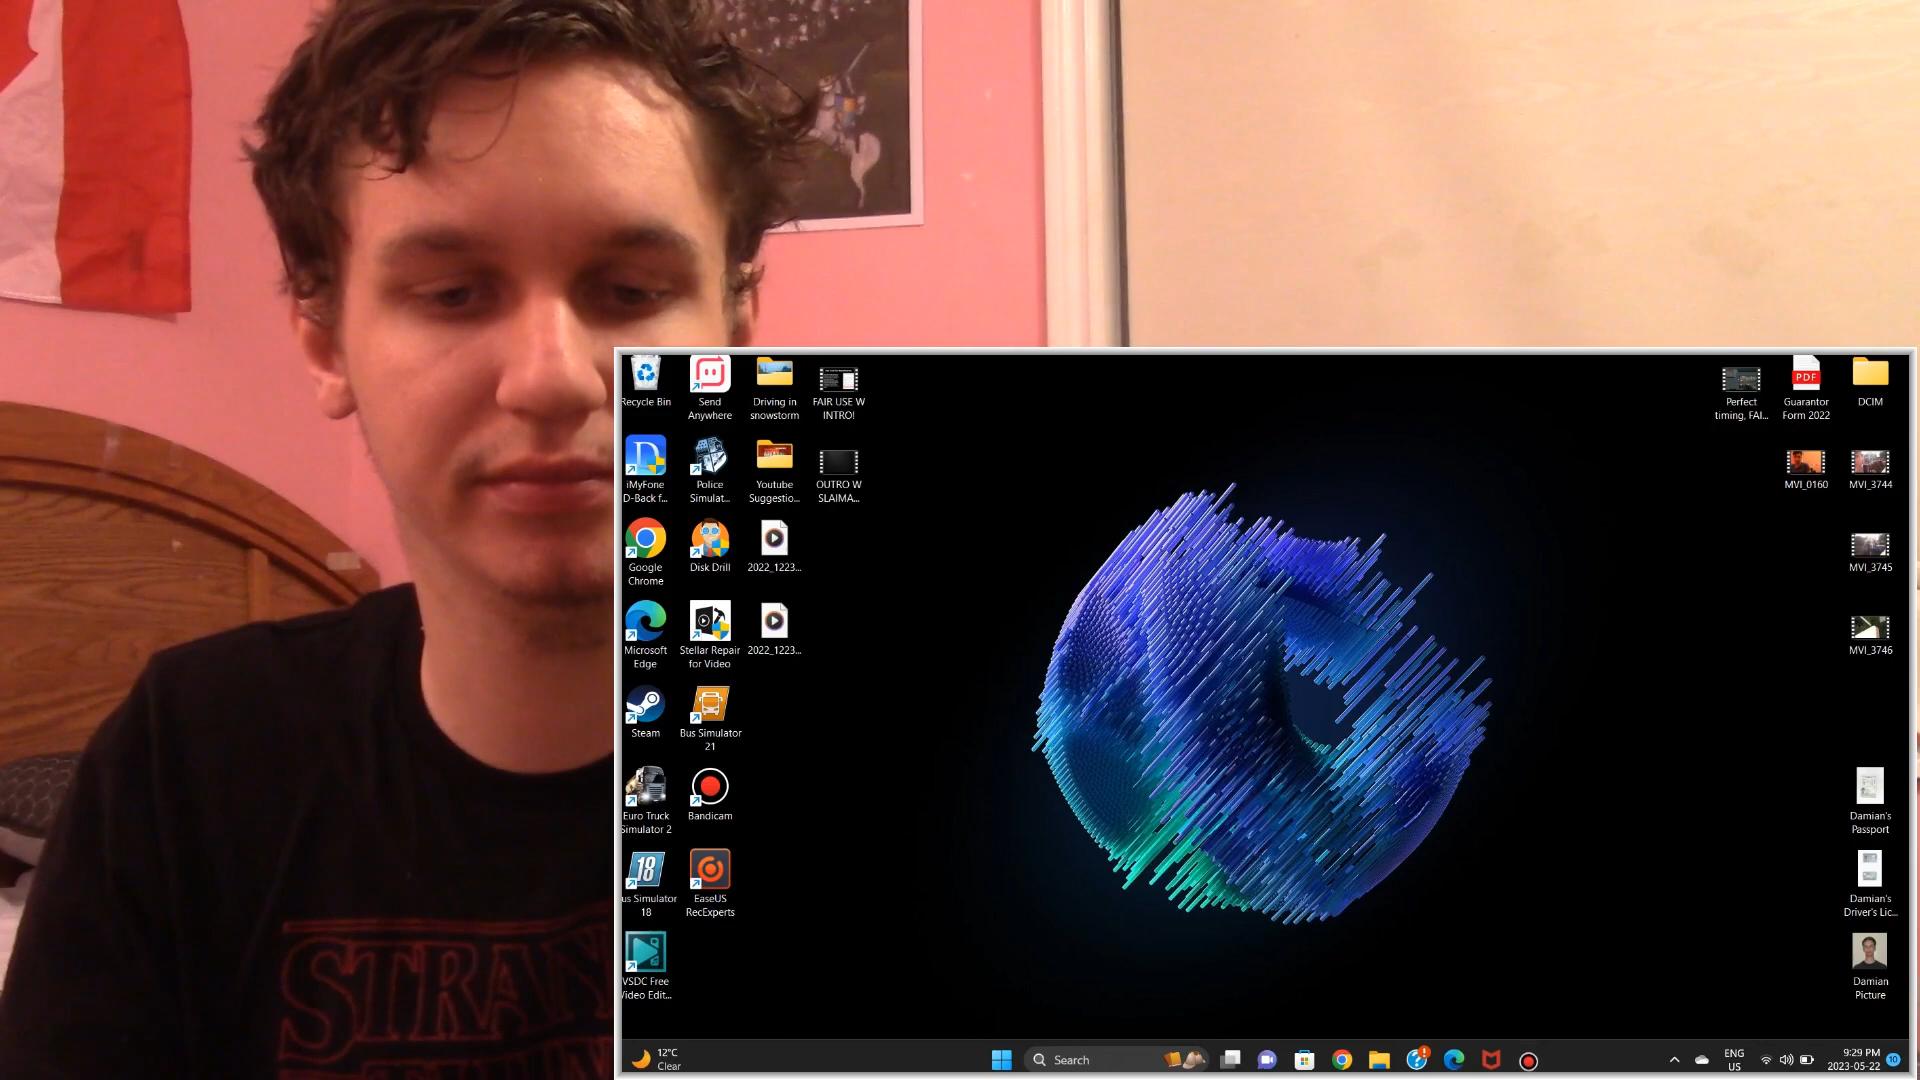 Recycle Bin
Send
Anywhere
Driving in
snowstorm
FAIR USE W
INTRO!
Perfect
timing, FAI...
PDF
Guarantor
Form 2022
DCIM
iMyFone
D-Back f...
Police
Simulat...
Youtube
Suggestio...
OUTRO W
SLAIMA...
MVI_0160
MVI_3744
Google
Chrome
Disk Drill
2022_1223...
MVI_3745
Microsoft
Edge
Stellar Repair
for Video
2022_1223...
MVI_3746
Steam
Bus Simulator
21
Euro Truck
Simulator 2
Bandicam
Damian's
Passport
18
us Simulator
18
EaseUS
RecExperts
Damian's
Driver's Lic...
VSDC Free
Video Edit...
Damian
Picture
STRAN
12°C
Clear
Search
ENG
US
9:29 PM
2023-05-22
10